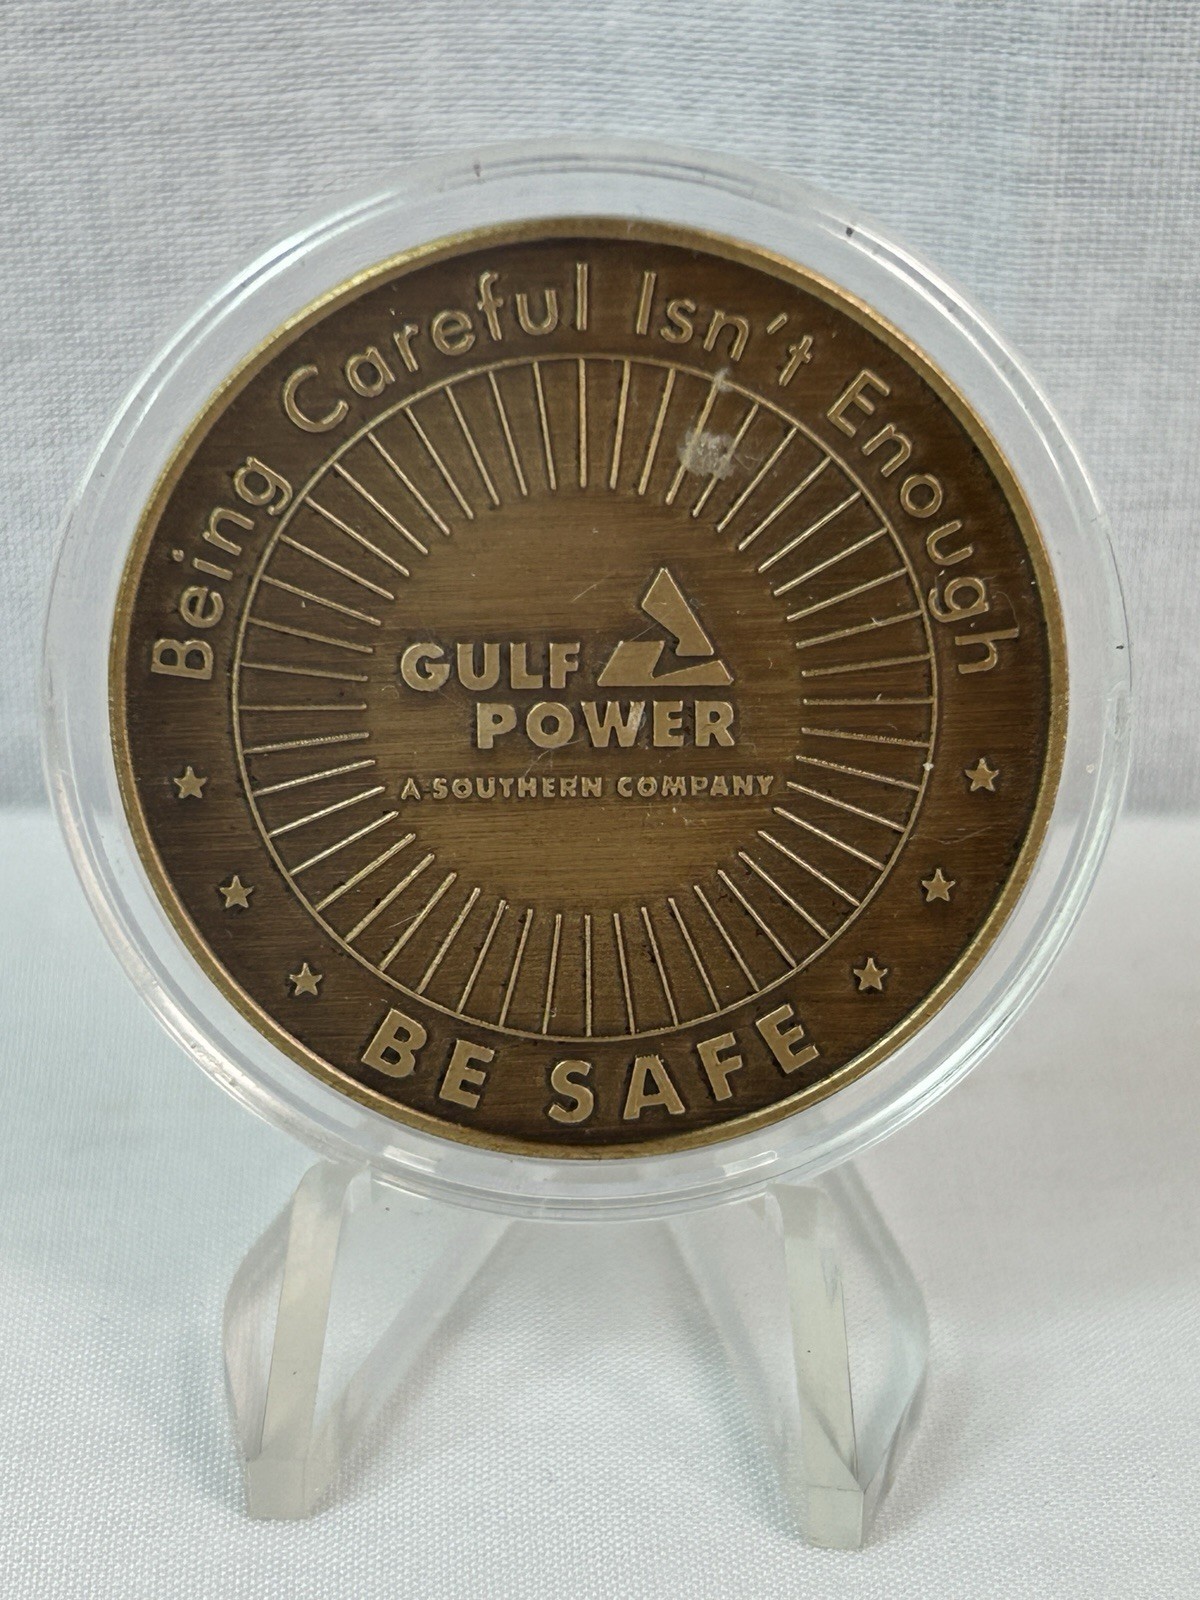 Being Careful Isn't Enough
GULF
POWER
A SOUTHERN COMPANY
BE SAFE